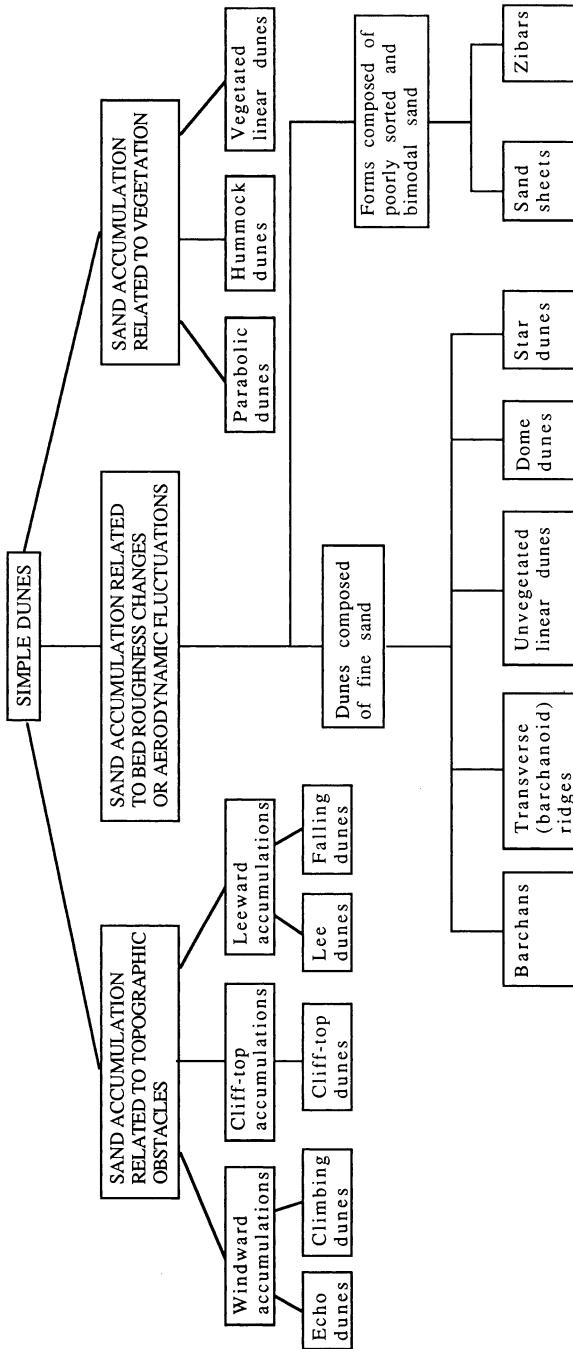 SIMPLE DUNES
SAND ACCUMULATION
RELATED TO TOPOGRAPHIC
OBSTACLES
SAND ACCUMULATION RELATED
TO BED ROUGHNESS CHANGES
OR AERODYNAMIC FLUCTUATIONS
SAND ACCUMULATION
RELATED TO VEGETATION
Windward
accumulations
Cliff-top
accumulations
Leeward
accumulations
Parabolic
dunes
Hummock
dunes
Vegetated
linear dunes
Echo
dunes
Climbing
dunes
Cliff-top
dunes
Lee
dunes
Falling
dunes
Dunes composed
of fine sand
Forms composed of
poorly sorted and
bimodal sand
Barchans
Transverse
(barchanoid)
ridges
Unvegetated
linear dunes
Dome
dunes
Star
dunes
Sand
sheets
Zibars